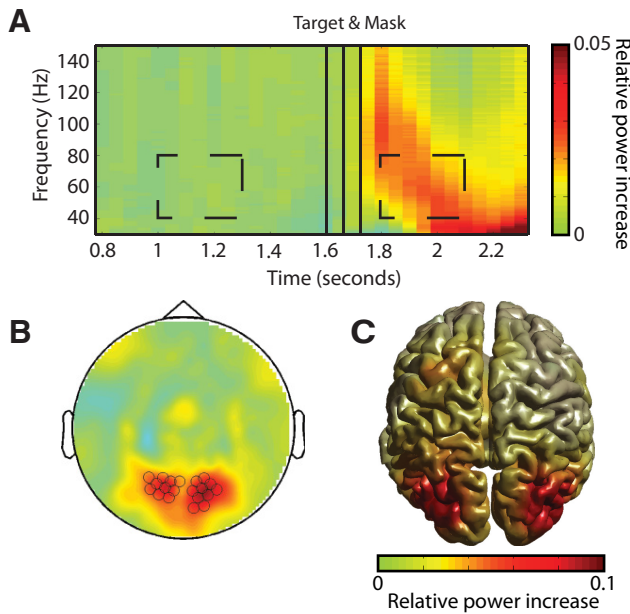 A
Target & Mask
Frequency (Hz)
140
120
100
80
60
40
0.8
1
1.2
1.4
1.6
1.8
2
2.2
Time (seconds)
0.05
0
Relative power increase
B
C
0
0.1
Relative power increase